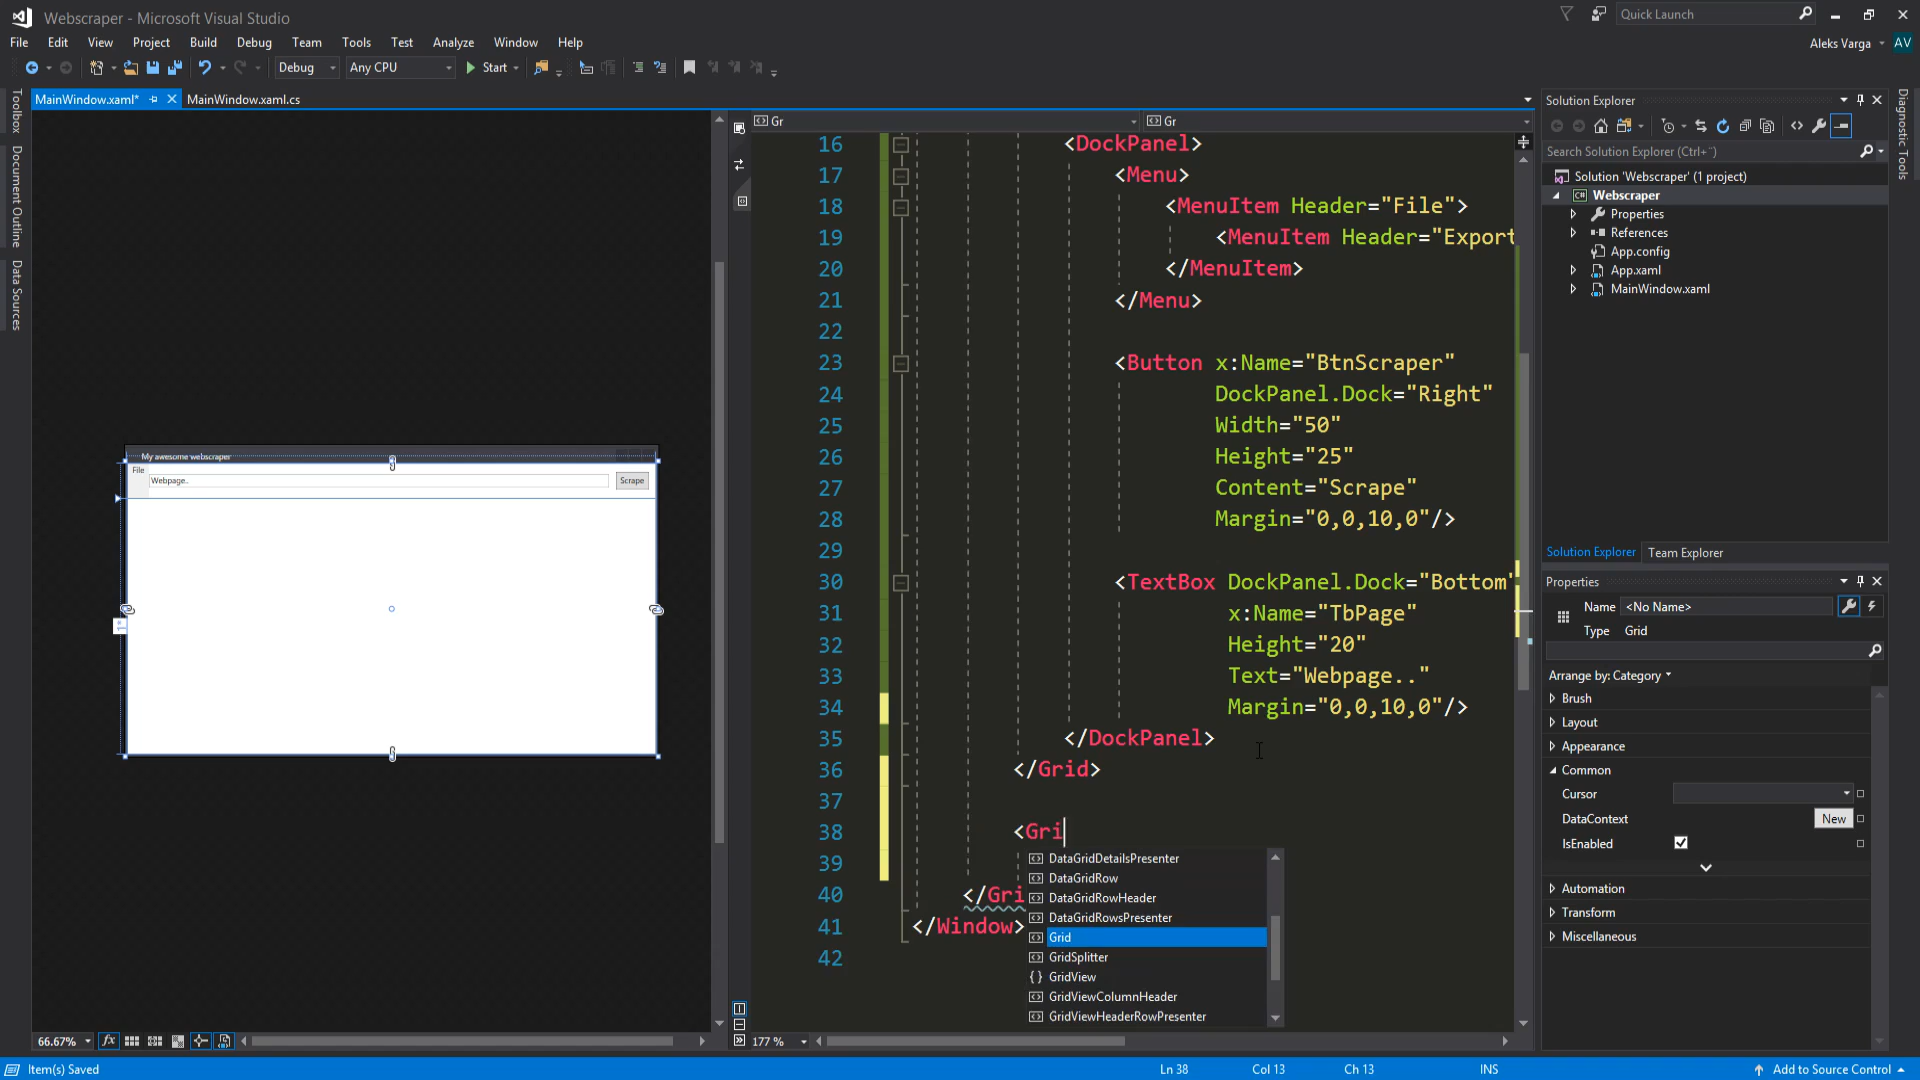 Webscraper - Microsoft Visual Studio
Quick Launch
File Edit View Project Build Debug Team Tools Test Analyze Window Help
Aleks Varga AV
Debug Any CPU Start
MainWindow.xaml* MainWindow.xaml.cs
Toolbox
Document Outline
Data Sources
My awesome webscraper
File
Webpage..
Scrape
1*
66.67%
Gr Gr
16 <DockPanel>
17 <Menu>
18 <MenuItem Header="File">
19 <MenuItem Header="Export
20 </MenuItem>
21 </Menu>
22
23 <Button x:Name="BtnScraper"
24 DockPanel.Dock="Right"
25 Width="50"
26 Height="25"
27 Content="Scrape"
28 Margin="0,0,10,0"/>
29
30 <TextBox DockPanel.Dock="Bottom"
31 x:Name="TbPage"
32 Height="20"
33 Text="Webpage.."
34 Margin="0,0,10,0"/>
35 </DockPanel>
36 </Grid>
37
38 <Gri
39
40 </Gri
41 </Window>
42
DataGridDetailsPresenter
DataGridRow
DataGridRowHeader
DataGridRowsPresenter
Grid
GridSplitter
GridView
GridViewColumnHeader
GridViewHeaderRowPresenter
177 %
Solution Explorer
Search Solution Explorer (Ctrl+¨)
Solution 'Webscraper' (1 project)
C# Webscraper
Properties
References
App.config
App.xaml
MainWindow.xaml
Solution Explorer Team Explorer
Properties
Name <No Name>
Type Grid
Arrange by: Category
Brush
Layout
Appearance
Common
Cursor
DataContext New
IsEnabled
Automation
Transform
Miscellaneous
Diagnostic Tools
Item(s) Saved
Ln 38 Col 13 Ch 13 INS
Add to Source Control